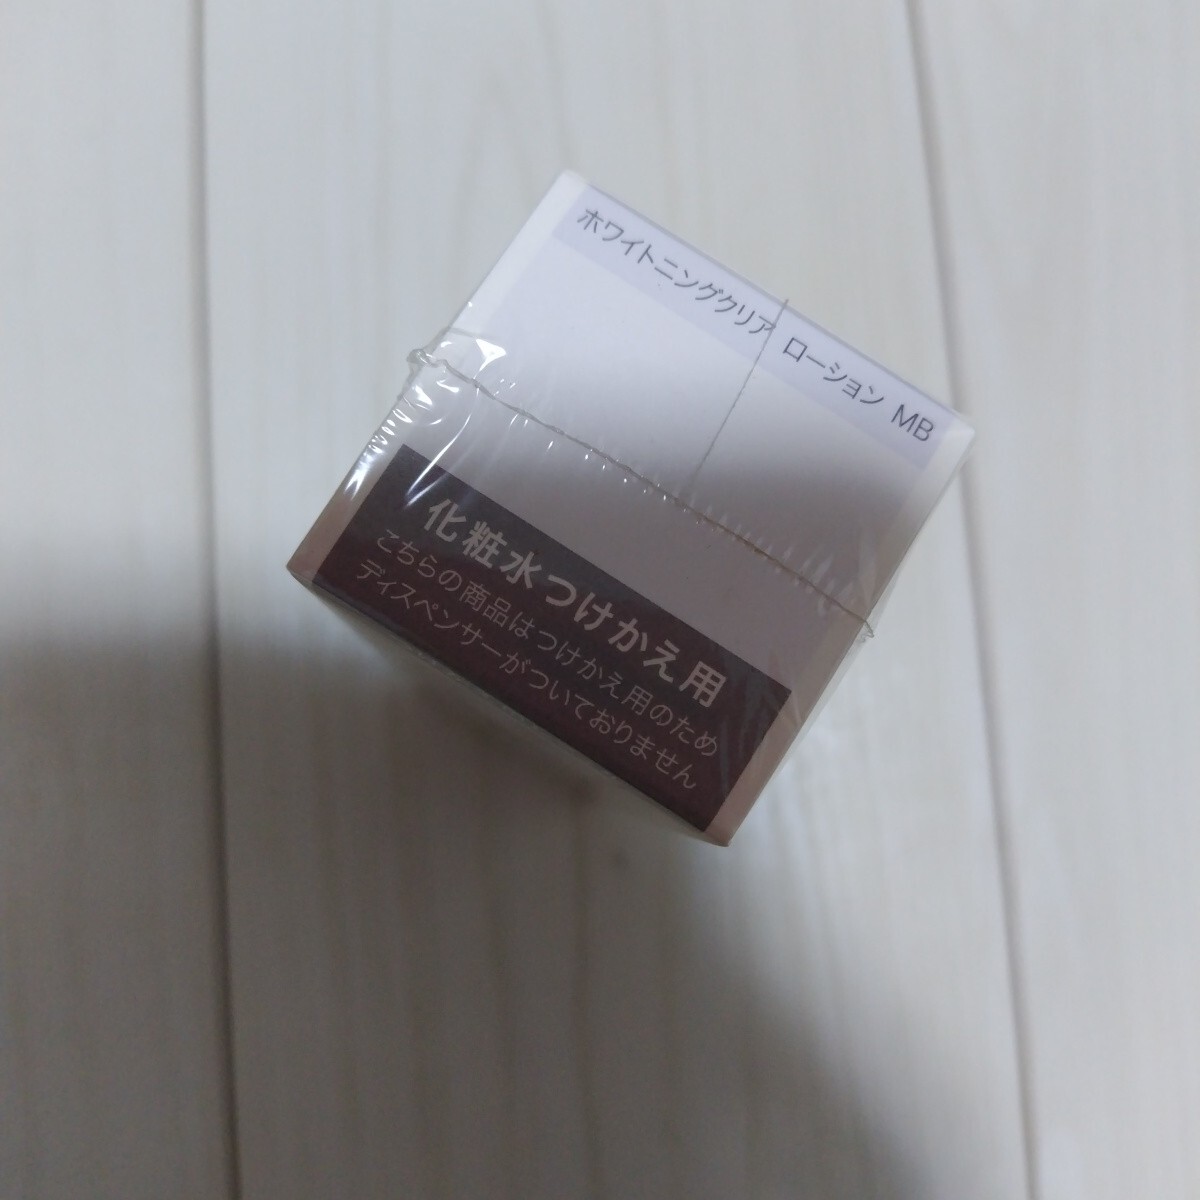 ホワイトニングクリア ローション MB
化粧水つけかえ用
こちらの商品はつけかえ用のため
ディスペンサーがついておりません